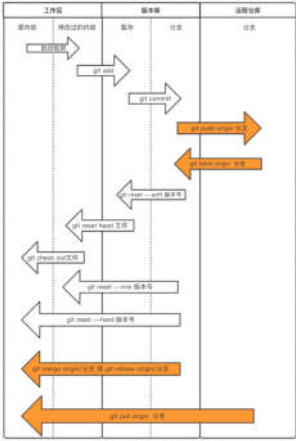 工作区 版本库 远程仓库
原内容 修改过的内容 暂存 分支 分支
git add
git commit
git push origin 分支
git fetch origin 分支
git reset --soft 版本号
git reset head 文件
git check out文件
git reset --mix 版本号
git reset --hard 版本号
git merge origin/分支 或 git rebase origin/分支
git pull origin 分支